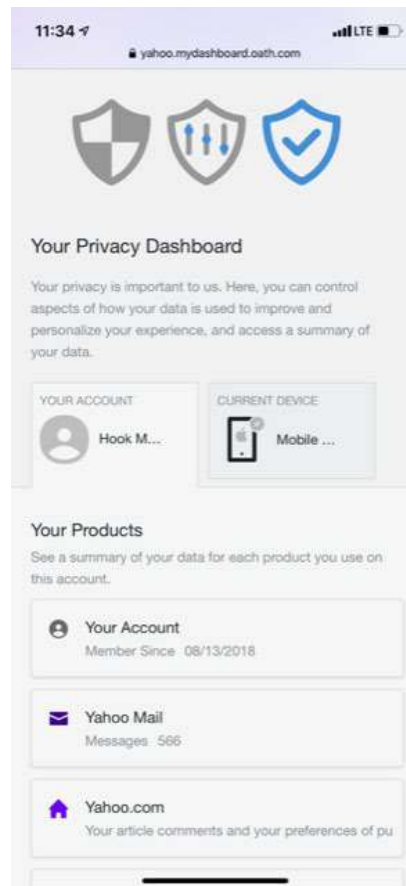 11:34
LTE
yahoo.mydashboard.oath.com
Your Privacy Dashboard
Your privacy is important to us. Here, you can control
aspects of how your data is used to improve and
personalize your experience, and access a summary of
your data.
YOUR ACCOUNT
Hook M...
CURRENT DEVICE
Mobile ...
Your Products
See a summary of your data for each product you use on
this account.
Your Account
Member Since 08/13/2018
Yahoo Mail
Messages 566
Yahoo.com
Your article comments and your preferences of pu